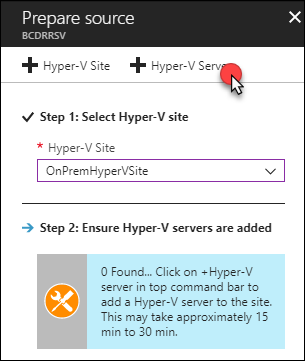 Prepare source
BCDRRSV
Hyper-V Site
Hyper-V
Step 1: Select Hyper-V site
* Hyper-V Site
OnPremHyperVSite
Step 2: Ensure Hyper-V servers are added
0 Found... Click on +Hyper-V
server in top command bar to
add a Hyper-V server to the site.
This may take approximately 15
min to 30 min.